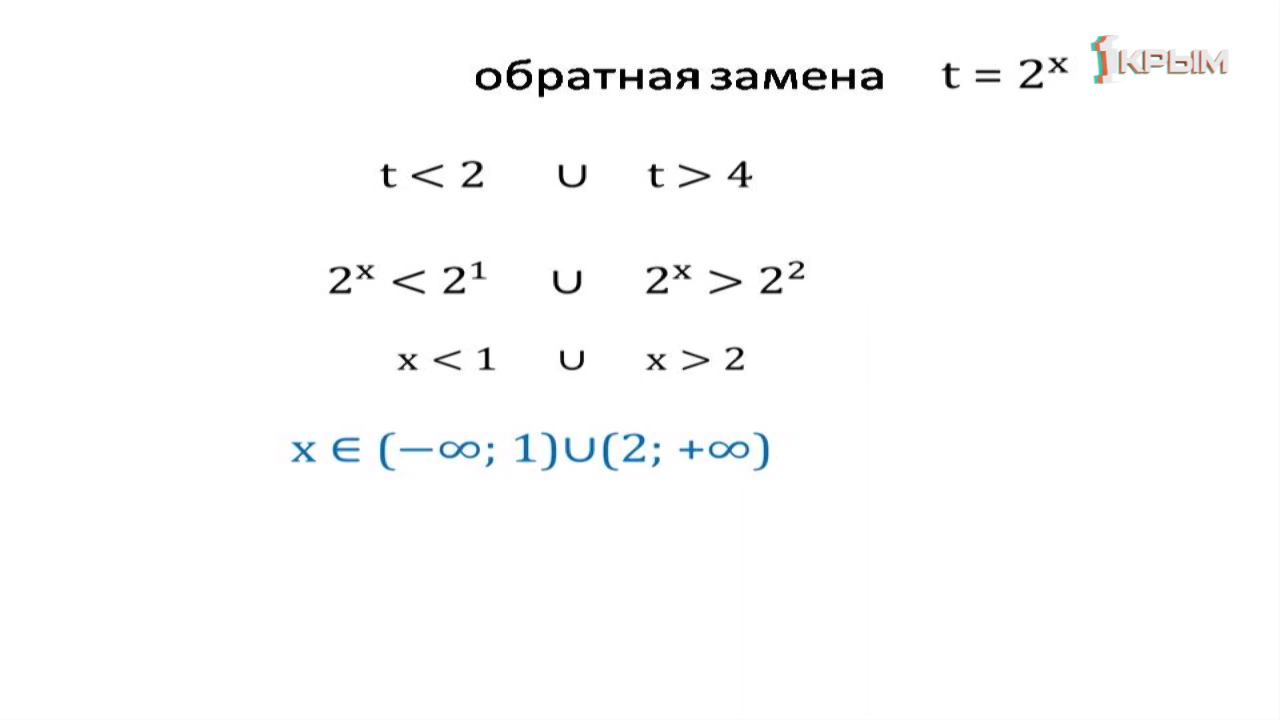 обратная замена t = 2ˣ
1 КРЫМ
t < 2 ∪ t > 4
2ˣ < 2¹ ∪ 2ˣ > 2²
x < 1 ∪ x > 2
x ∈ (−∞; 1)∪(2; +∞)